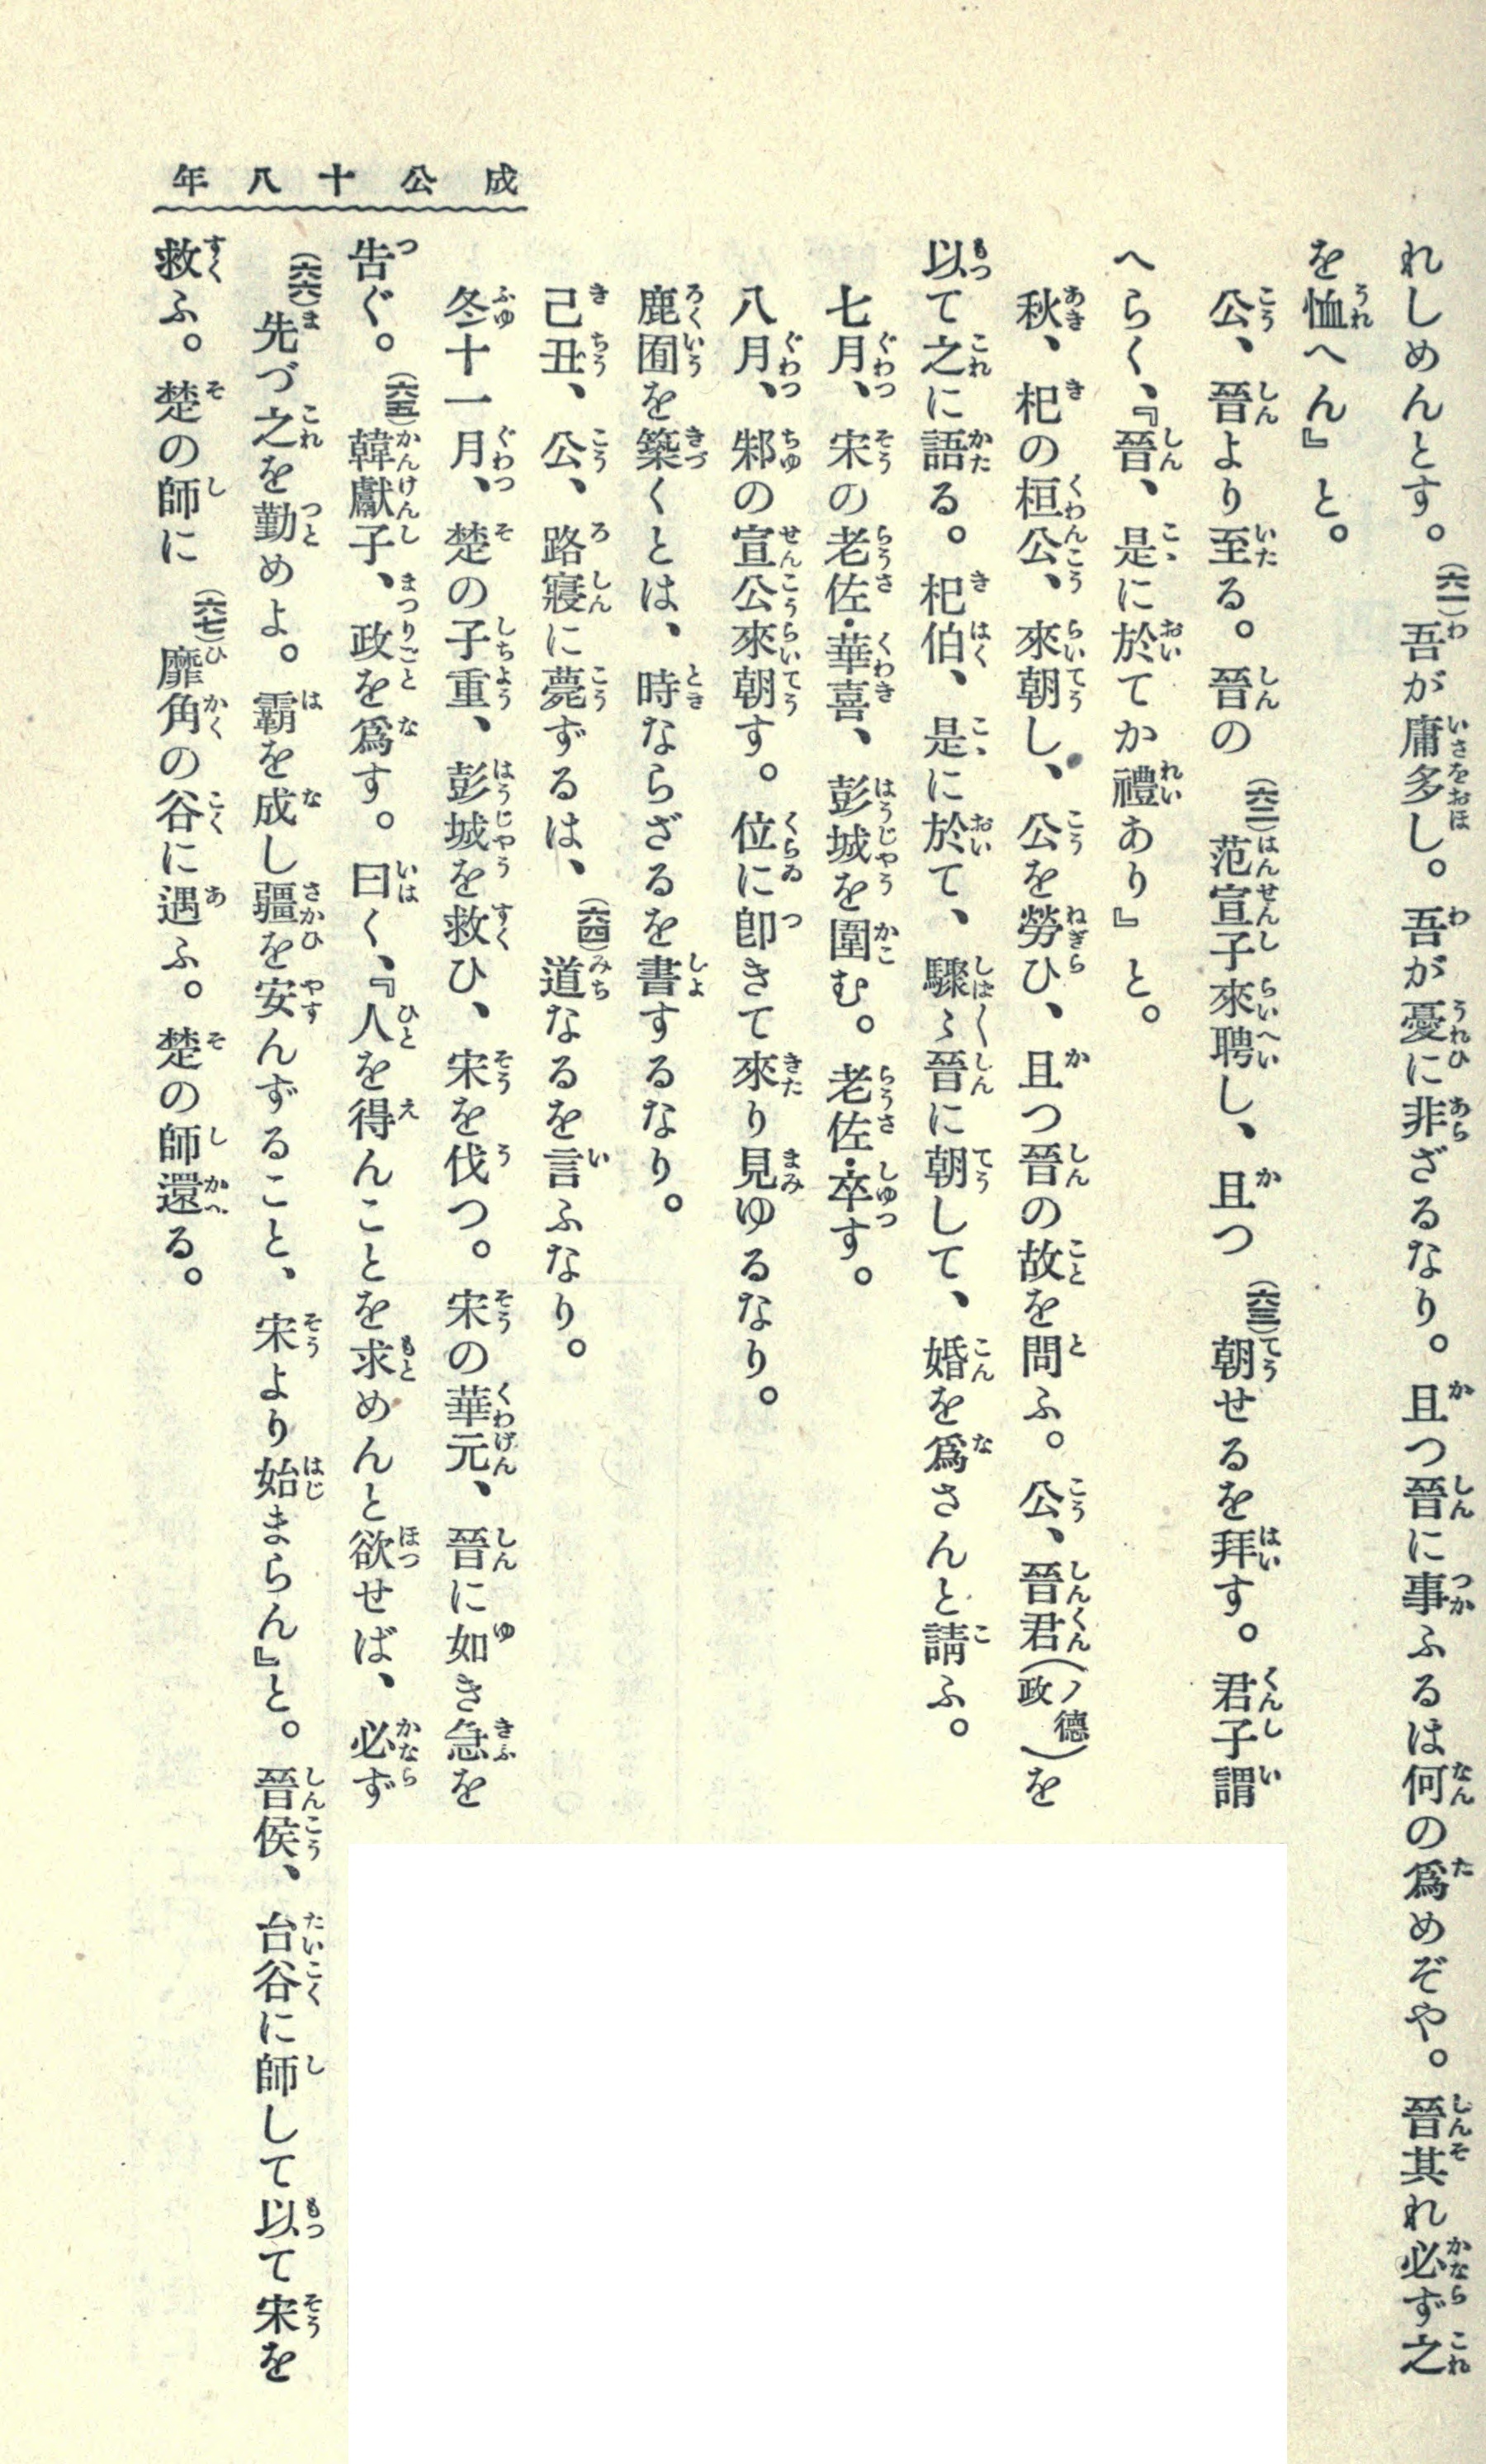 成公十八年
れしめんとす。(六一)吾が庸多し。吾が憂に非ざるなり。且つ晉に事ふるは何の爲めぞや。晉其れ必ず之
を恤へん』と。
公、晉より至る。晉の(六二)范宣子來聘し、且つ(六三)朝せるを拜す。君子謂
へらく、『晉、是に於てか禮あり』と。
秋、杞の桓公、來朝し、公を勞ひ、且つ晉の故を問ふ。公、晉君(ノ德政)を
以て之に語る。杞伯、是に於て、驟〻晉に朝して、婚を爲さんと請ふ。
七月、宋の老佐・華喜、彭城を圍む。老佐・卒す。
八月、邾の宣公來朝す。位に卽きて來り見ゆるなり。
鹿囿を築くとは、時ならざるを書するなり。
己丑、公、路寢に薨ずるは、(六四)道なるを言ふなり。
冬十一月、楚の子重、彭城を救ひ、宋を伐つ。宋の華元、晉に如き急を
告ぐ。(六五)韓獻子、政を爲す。曰く、『人を得んことを求めんと欲せば、必ず
(六六)先づ之を勤めよ。霸を成し疆を安んずること、宋より始まらん』と。晉侯、台谷に師して以て宋を
救ふ。楚の師に(六七)靡角の谷に遇ふ。楚の師還る。